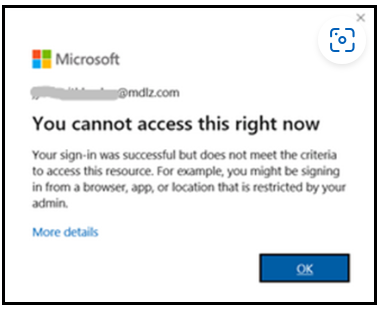 Microsoft
@mdlz.com
You cannot access this right now
Your sign-in was successful but does not meet the criteria
to access this resource. For example, you might be signing
in from a browser, app, or location that is restricted by your
admin.
More details
OK